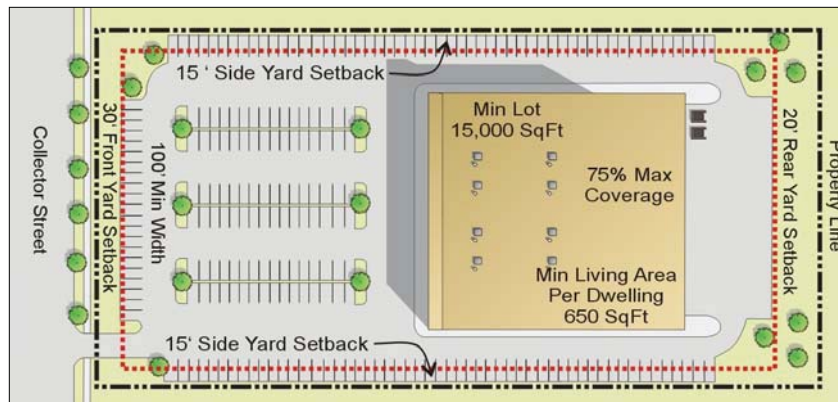 15 ' Side Yard Setback
Min Lot
15,000 SqFt
75% Max
Coverage
Min Living Area
Per Dwelling
650 SqFt
15' Side Yard Setback
Collector Street
30' Front Yard Setback
100' Min Width
20' Rear Yard Setback
Property Line